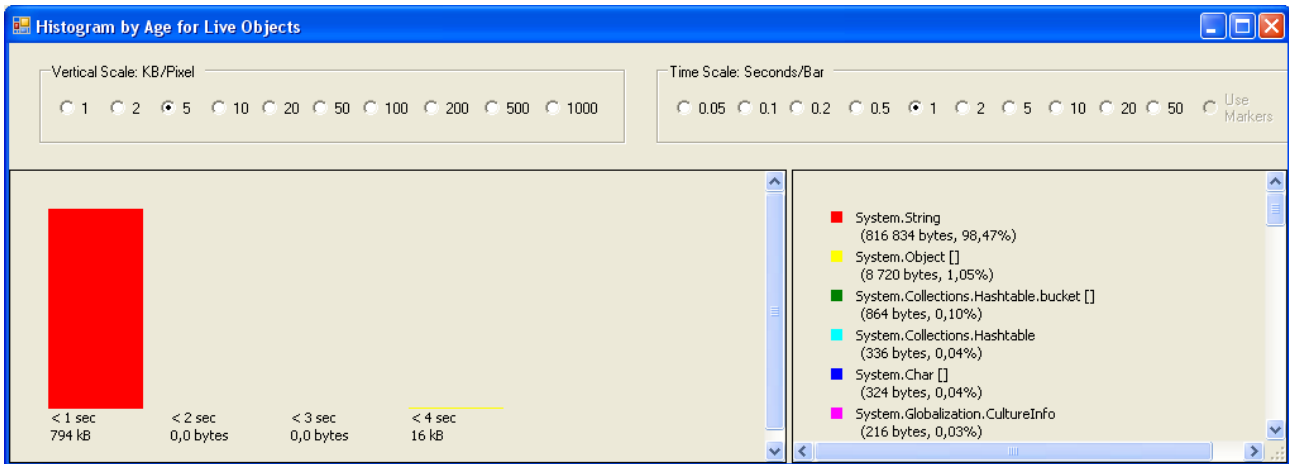 Histogram by Age for Live Objects
Vertical Scale: KB/Pixel
1 2 5 10 20 50 100 200 500 1000
Time Scale: Seconds/Bar
0.05 0.1 0.2 0.5 1 2 5 10 20 50 Use
Markers
< 1 sec
794 kB
< 2 sec
0,0 bytes
< 3 sec
0,0 bytes
< 4 sec
16 kB
System.String
(816 834 bytes, 98,47%)
System.Object []
(8 720 bytes, 1,05%)
System.Collections.Hashtable.bucket []
(864 bytes, 0,10%)
System.Collections.Hashtable
(336 bytes, 0,04%)
System.Char []
(324 bytes, 0,04%)
System.Globalization.CultureInfo
(216 bytes, 0,03%)